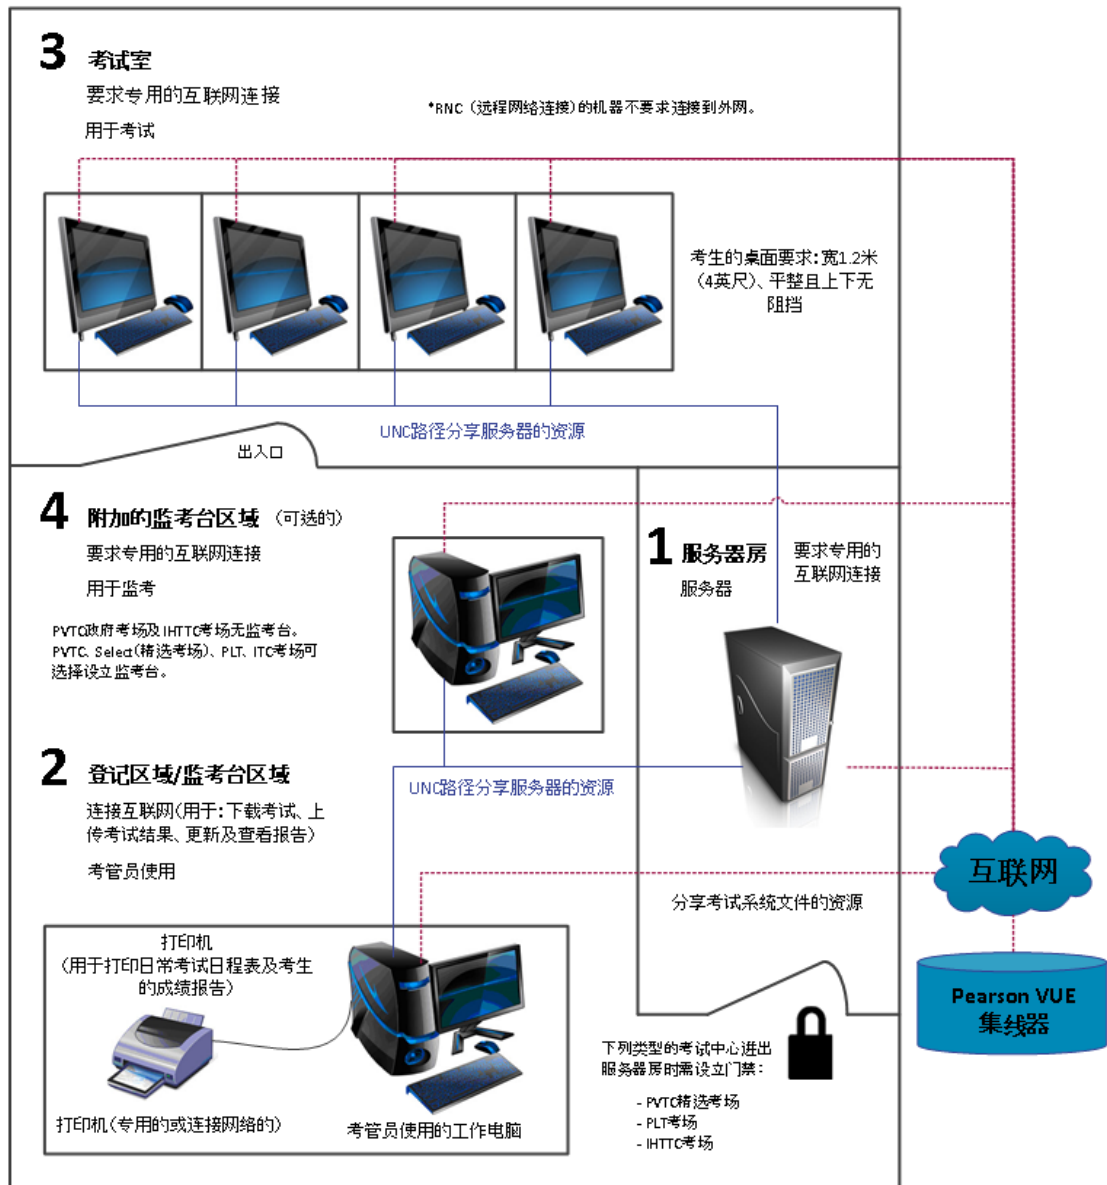 3 考试室
要求专用的互联网连接
用于考试
*RNC（远程网络连接)的机器不要求连接到外网。
考生的桌面要求:宽1.2米
（4英尺）、平整且上下无
阻挡
UNC路径分享服务器的资源
出入口
4 附加的监考台区域 （可选的）
要求专用的互联网连接
用于监考
PVTC政府考场及IHTTC考场无监考台。
PVTC、Select(精选考场)、PLT、ITC考场可
选择设立监考台。
1 服务器房
服务器
要求专用的
互联网连接
2 登记区域/监考台区域
连接互联网(用于:下载考试、上
传考试结果、更新及查看报告）
考管员使用
UNC路径分享服务器的资源
互联网
分享考试系统文件的资源
Pearson VUE
集线器
打印机
（用于打印日常考试日程表及考生
的成绩报告）
打印机(专用的或连接网络的)
考管员使用的工作电脑
下列类型的考试中心进出
服务器房时需设立门禁：
- PVTC精选考场
- PLT考场
- IHTTC考场